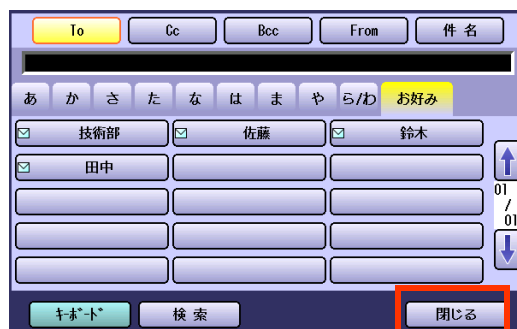 To Cc Bcc From 件 名
あ か さ た な は ま や ら/わ お好み
技術部 佐藤 鈴木
田中
01
/
01
ｷｰﾎﾞｰﾄﾞ 検 索 閉じる